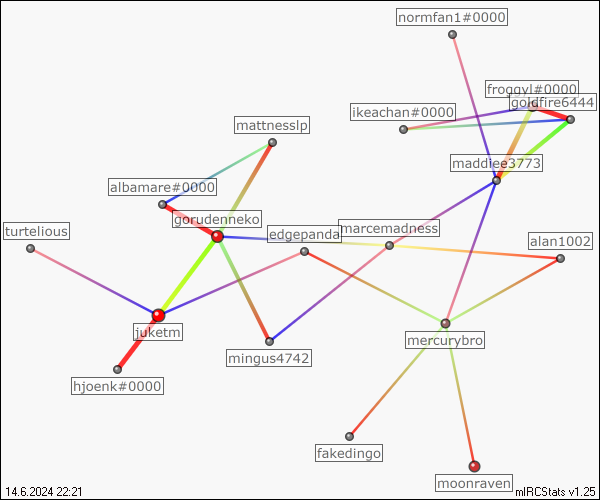 normfan1#0000
froggyl#0000
goldfire6444
ikeachan#0000
mattnesslp
maddiee3773
albamare#0000
gorudenneko
turtelious
edgepanda
marcemadness
alan1002
juketm
mercurybro
mingus4742
hjoenk#0000
fakedingo
moonraven
14.6.2024 22:21
mIRCStats v1.25